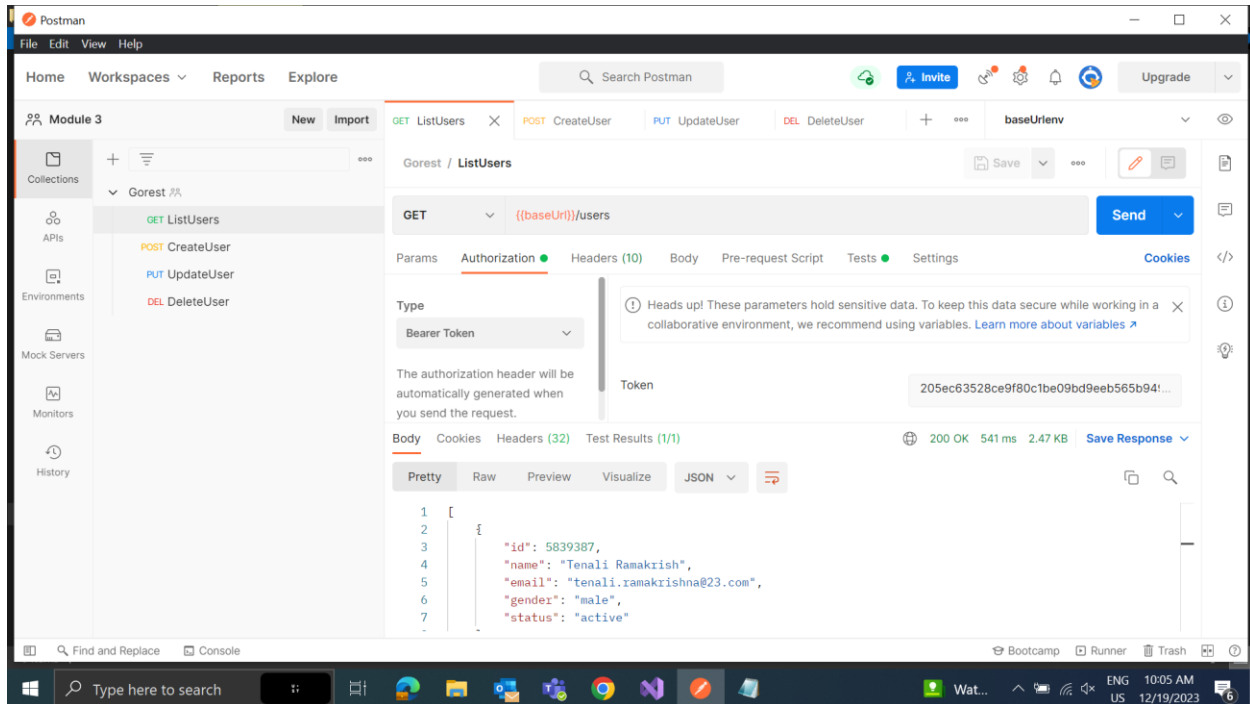 Postman
File Edit View Help
Home Workspaces Reports Explore Search Postman Invite Upgrade
Module 3 New Import GET ListUsers POST CreateUser PUT UpdateUser DEL DeleteUser baseUrlenv
Collections
APIs
Environments
Mock Servers
Monitors
History
Gorest
GET ListUsers
POST CreateUser
PUT UpdateUser
DEL DeleteUser
Gorest / ListUsers Save
GET {{baseUrl}}/users Send
Params Authorization Headers (10) Body Pre-request Script Tests Settings Cookies
Type
Bearer Token
The authorization header will be
automatically generated when
you send the request.
Heads up! These parameters hold sensitive data. To keep this data secure while working in a
collaborative environment, we recommend using variables. Learn more about variables
Token 205ec63528ce9f80c1be09bd9eeb565b94!...
Body Cookies Headers (32) Test Results (1/1) 200 OK 541 ms 2.47 KB Save Response
Pretty Raw Preview Visualize JSON
1 [
2 {
3 "id": 5839387,
4 "name": "Tenali Ramakrish",
5 "email": "tenali.ramakrishna@23.com",
6 "gender": "male",
7 "status": "active"
Find and Replace Console Bootcamp Runner Trash
Type here to search Wat... ENG 10:05 AM
US 12/19/2023 6